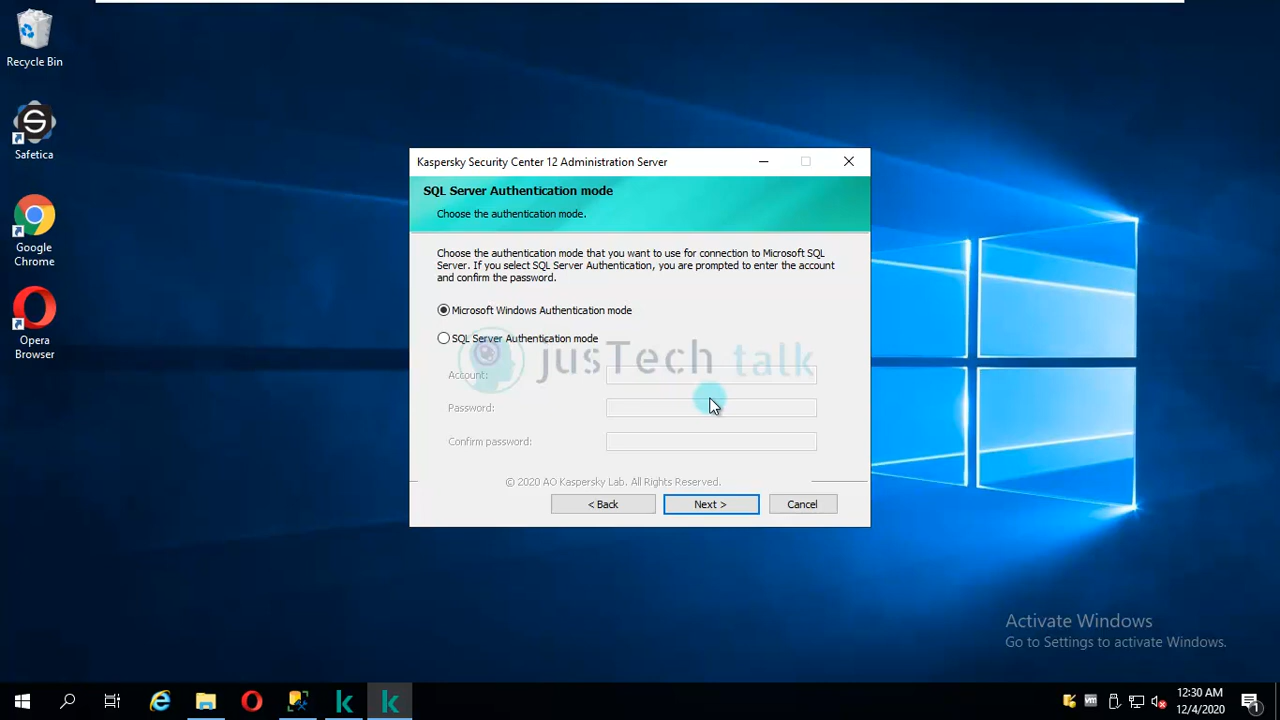 Recycle Bin
Safetica
Google
Chrome
Opera
Browser
Kaspersky Security Center 12 Administration Server
SQL Server Authentication mode
Choose the authentication mode.
Choose the authentication mode that you want to use for connection to Microsoft SQL
Server. If you select SQL Server Authentication, you are prompted to enter the account
and confirm the password.
Microsoft Windows Authentication mode
SQL Server Authentication mode
jusTech talk
Account:
Password:
Confirm password:
© 2020 AO Kaspersky Lab. All Rights Reserved.
< Back
Next >
Cancel
Activate Windows
Go to Settings to activate Windows.
12:30 AM
12/4/2020
1